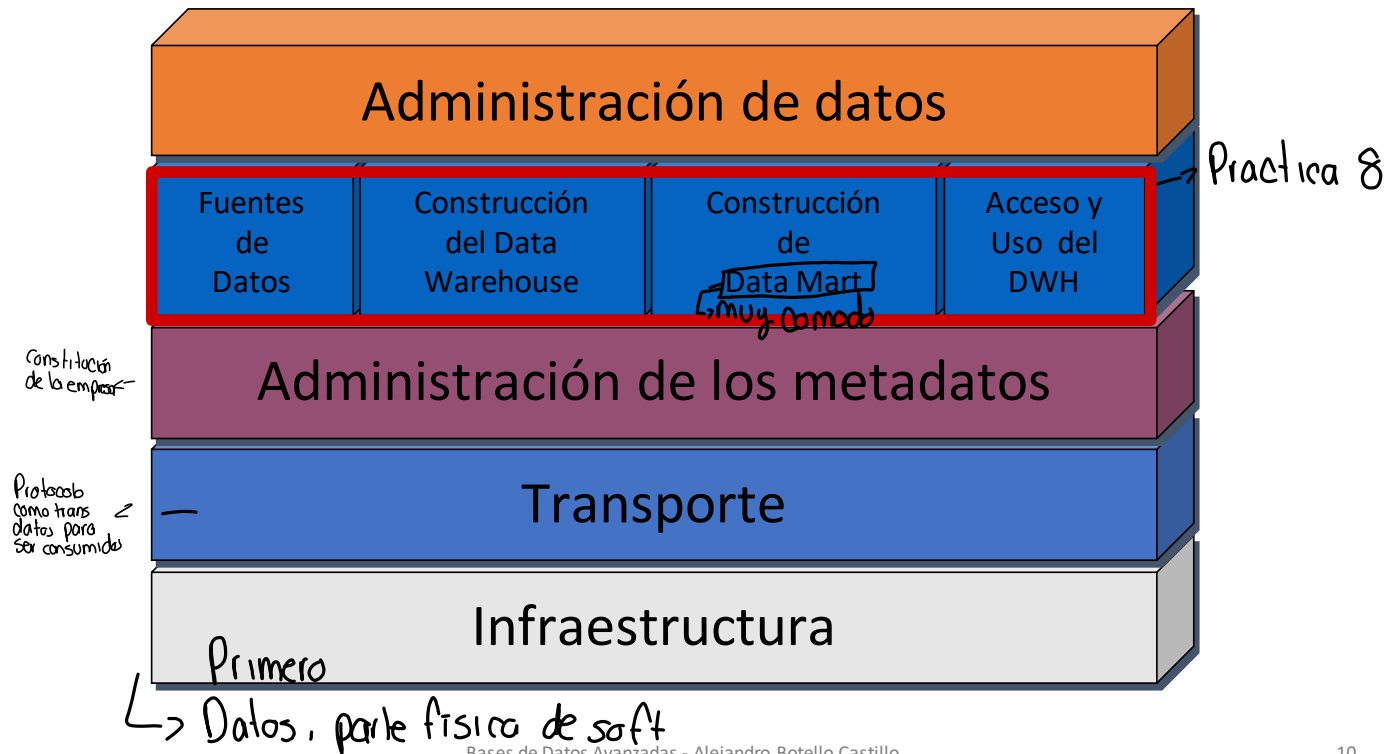 Administración de datos
Practica 8
Fuentes
de
Datos
Construcción
del Data
Warehouse
Construcción
de
Data Mart
muy comodo
Acceso y
Uso del
DWH
Constitución
de la empresa
Administración de los metadatos
Protocolo
como trans
datos para
ser consumidos
Transporte
Infraestructura
Primero
Datos, parte física de soft
Bases de Datos Avanzadas - Alejandro Botello Castillo
10